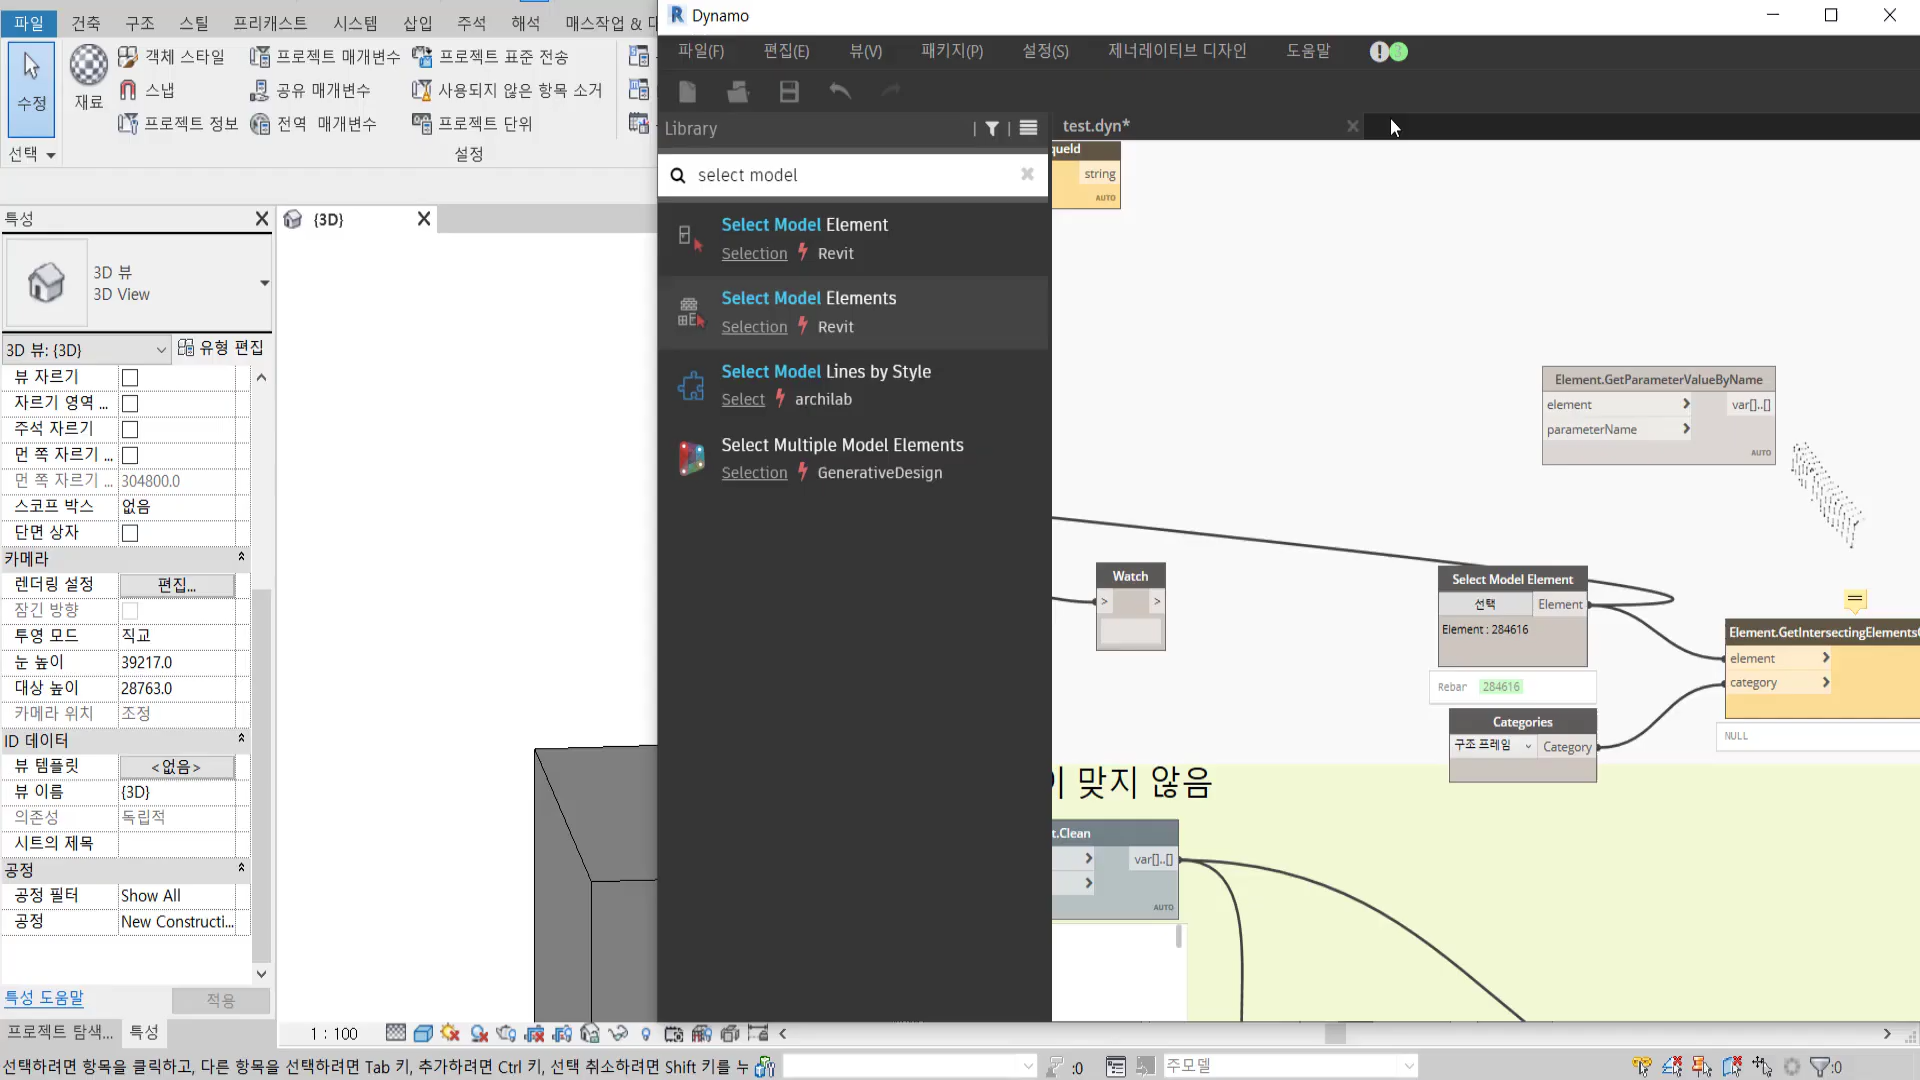 파일 건축 구조 스틸 프리캐스트 시스템 삽입 주석 해석 매스작업 &
수정
재료
객체 스타일
스냅
프로젝트 정보
프로젝트 매개변수
공유 매개변수
전역 매개변수
프로젝트 표준 전송
사용되지 않은 항목 소거
프로젝트 단위
선택
설정
특성
{3D}
3D 뷰
3D View
3D 뷰: {3D}
유형 편집
뷰 자르기
자르기 영역 ...
주석 자르기
먼 쪽 자르기 ...
먼 쪽 자르기 ... 304800.0
스코프 박스 없음
단면 상자
카메라
렌더링 설정 편집...
잠긴 방향
투영 모드 직교
눈 높이 39217.0
대상 높이 28763.0
카메라 위치 조정
ID 데이터
뷰 템플릿 <없음>
뷰 이름 {3D}
의존성 독립적
시트의 제목
공정
공정 필터 Show All
공정 New Constructi...
특성 도움말 적용
프로젝트 탐색... 특성
1 : 100
선택하려면 항목을 클릭하고, 다른 항목을 선택하려면 Tab 키, 추가하려면 Ctrl 키, 선택 취소하려면 Shift 키를 누
:0
주모델
:0
R Dynamo
파일(F) 편집(E) 뷰(V) 패키지(P) 설정(S) 제너레이티브 디자인 도움말
Library
select model
Select Model Element
Selection Revit
Select Model Elements
Selection Revit
Select Model Lines by Style
Select archilab
Select Multiple Model Elements
Selection GenerativeDesign
test.dyn*
queId
string
AUTO
Element.GetParameterValueByName
element > var[]..[]
parameterName >
AUTO
Watch
> >
Select Model Element
선택 Element
Element : 284616
Rebar 284616
Categories
구조 프레임 Category
Element.GetIntersectingElements
element >
category >
NULL
맞지 않음
t.Clean
> var[]..[]
>
AUTO